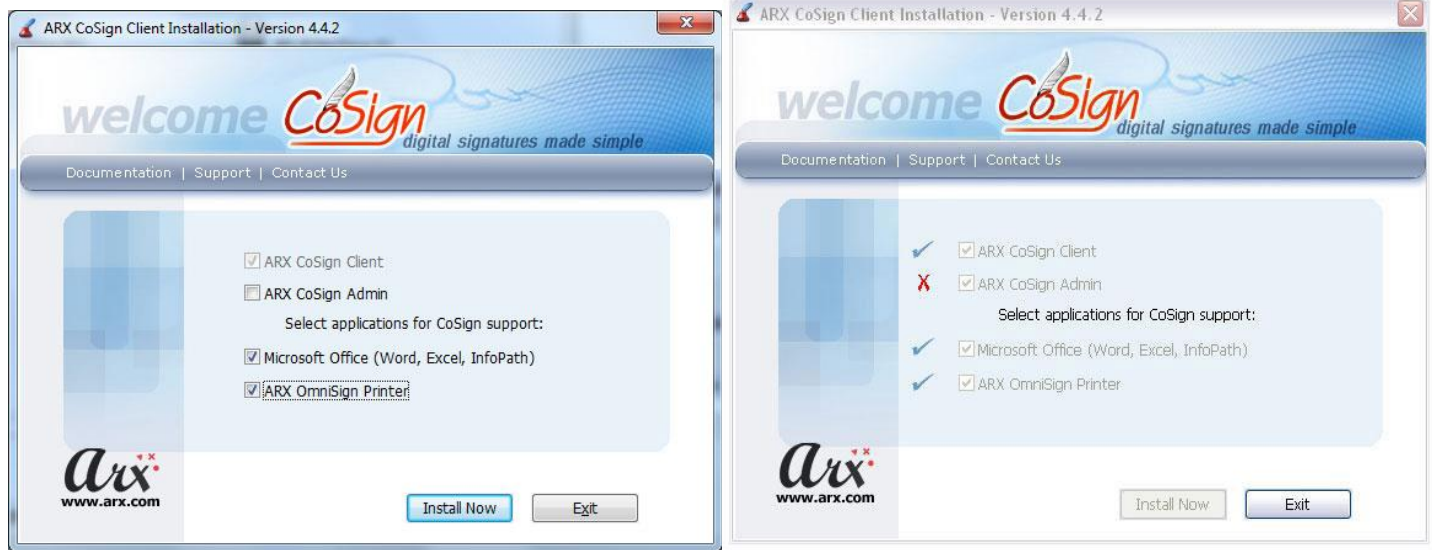 ARX CoSign Client Installation - Version 4.4.2
welcome CoSign
digital signatures made simple
Documentation | Support | Contact Us
ARX CoSign Client
ARX CoSign Admin
Select applications for CoSign support:
Microsoft Office (Word, Excel, InfoPath)
ARX OmniSign Printer
arx
www.arx.com
Install Now
Exit
ARX CoSign Client Installation - Version 4.4.2
welcome CoSign
digital signatures made simple
Documentation | Support | Contact Us
ARX CoSign Client
ARX CoSign Admin
Select applications for CoSign support:
Microsoft Office (Word, Excel, InfoPath)
ARX OmniSign Printer
arx
www.arx.com
Install Now
Exit